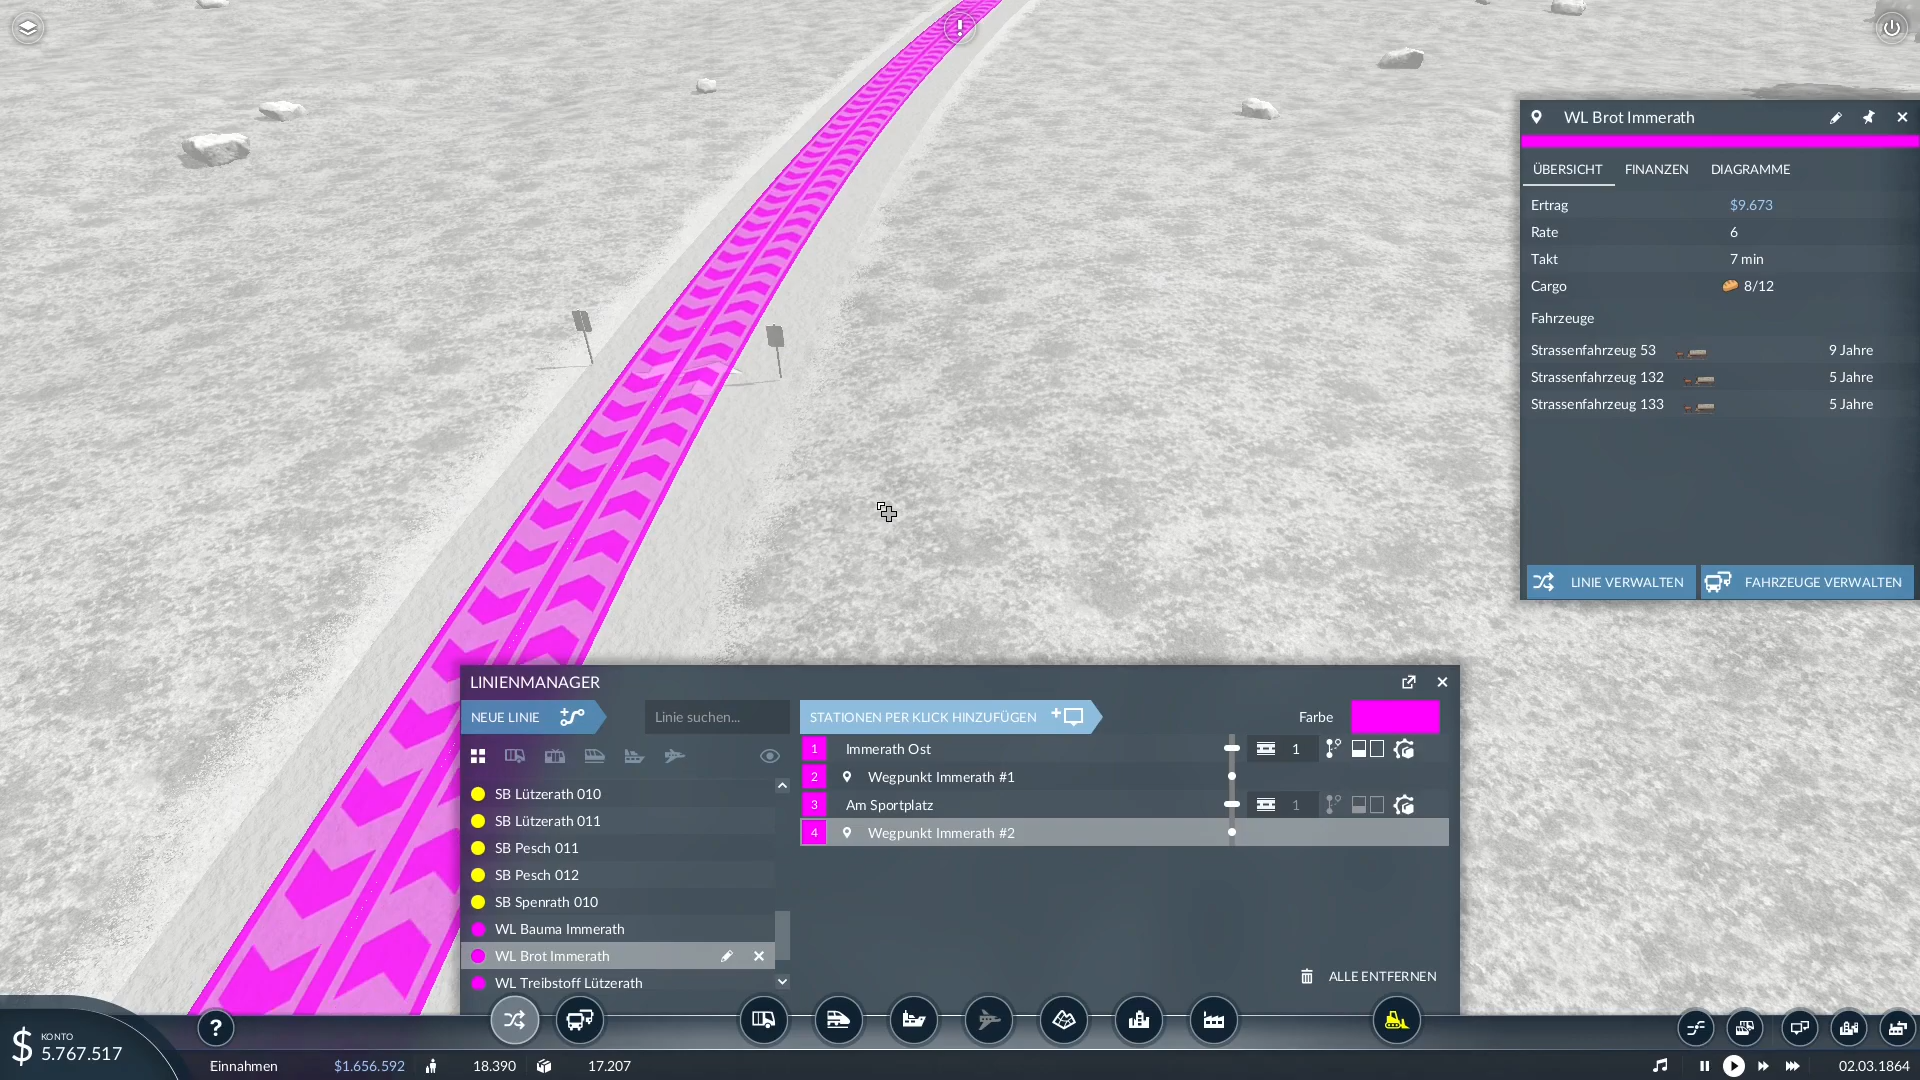 WL Brot Immerath
ÜBERSICHT FINANZEN DIAGRAMME
Ertrag $9.673
Rate 6
Takt 7 min
Cargo 8/12
Fahrzeuge
Strassenfahrzeug 53 9 Jahre
Strassenfahrzeug 132 5 Jahre
Strassenfahrzeug 133 5 Jahre
LINIE VERWALTEN FAHRZEUGE VERWALTEN
LINIENMANAGER
NEUE LINIE Linie suchen... STATIONEN PER KLICK HINZUFÜGEN Farbe
SB Lützerath 010
SB Lützerath 011
SB Pesch 011
SB Pesch 012
SB Spenrath 010
WL Bauma Immerath
WL Brot Immerath
WL Treibstoff Lützerath
1 Immerath Ost 1
2 Wegpunkt Immerath #1
3 Am Sportplatz 1
4 Wegpunkt Immerath #2
ALLE ENTFERNEN
KONTO
$ 5.767.517
?
Einnahmen $1.656.592 18.390 17.207 02.03.1864